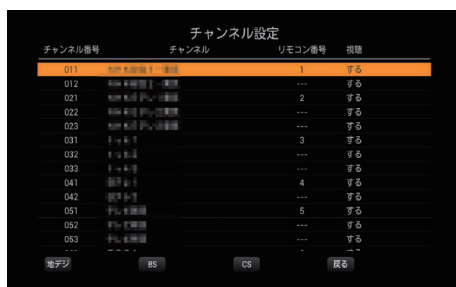 チャンネル設定
チャンネル番号 チャンネル リモコン番号 視聴
011 1 する
012 --- する
021 2 する
022 --- する
023 --- する
031 3 する
032 --- する
033 --- する
041 4 する
042 --- する
051 5 する
052 --- する
053 --- する
地デジ BS CS 戻る